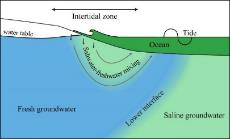 Intertidal zone
water table
Tide
Ocean
Saltwater-freshwater mixing
Fresh groundwater
Lower interface
Saline groundwater